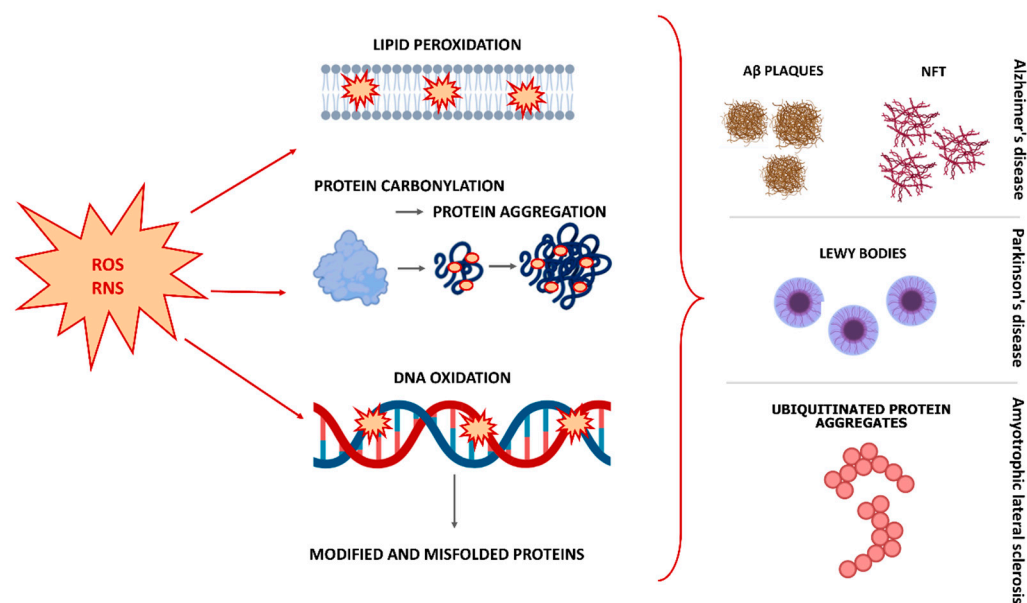 ROS
RNS
LIPID PEROXIDATION
PROTEIN CARBONYLATION
PROTEIN AGGREGATION
DNA OXIDATION
MODIFIED AND MISFOLDED PROTEINS
Aβ PLAQUES
NFT
Alzheimer's disease
LEWY BODIES
Parkinson's disease
UBIQUITINATED PROTEIN
AGGREGATES
Amyotrophic lateral sclerosis